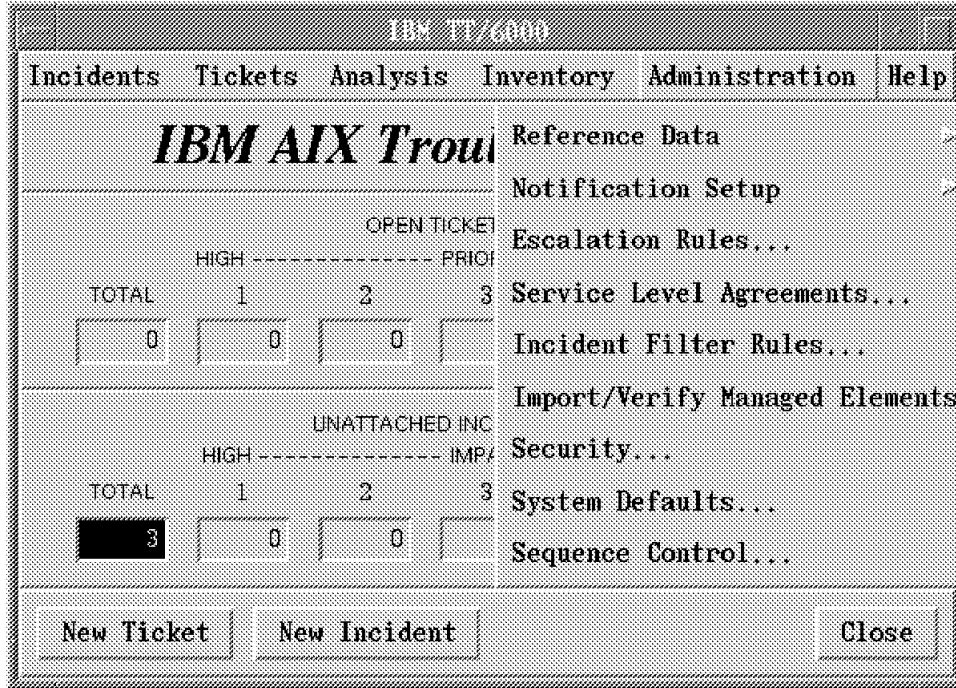 IBM TT/6000
Incidents Tickets Analysis Inventory Administration Help
IBM AIX Troul
OPEN TICKET
HIGH -------------- PRIOR
TOTAL 1 2 3
0 0 0
UNATTACHED INC
HIGH -------------- IMPA
TOTAL 1 2 3
3 0 0
Reference Data
Notification Setup
Escalation Rules...
Service Level Agreements...
Incident Filter Rules...
Import/Verify Managed Elements
Security...
System Defaults...
Sequence Control...
New Ticket New Incident Close